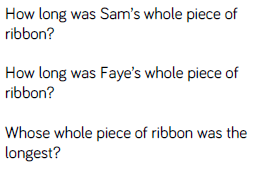 How long was Sam's whole piece of
ribbon?
How long was Faye's whole piece of
ribbon?
Whose whole piece of ribbon was the
longest?